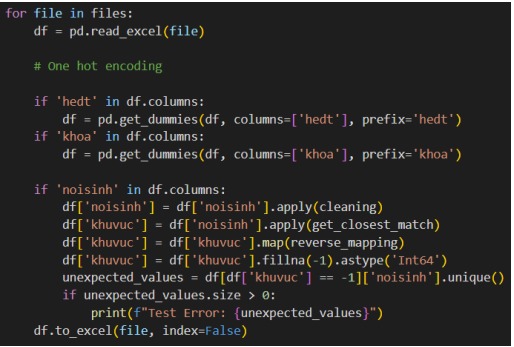 for file in files:
    df = pd.read_excel(file)

    # One hot encoding

    if 'hedt' in df.columns:
        df = pd.get_dummies(df, columns=['hedt'], prefix='hedt')
    if 'khoa' in df.columns:
        df = pd.get_dummies(df, columns=['khoa'], prefix='khoa')

    if 'noisinh' in df.columns:
        df['noisinh'] = df['noisinh'].apply(cleaning)
        df['khuvuc'] = df['noisinh'].apply(get_closest_match)
        df['khuvuc'] = df['khuvuc'].map(reverse_mapping)
        df['khuvuc'] = df['khuvuc'].fillna(-1).astype('Int64')
        unexpected_values = df[df['khuvuc'] == -1]['noisinh'].unique()
        if unexpected_values.size > 0:
            print(f"Test Error: {unexpected_values}")
    df.to_excel(file, index=False)